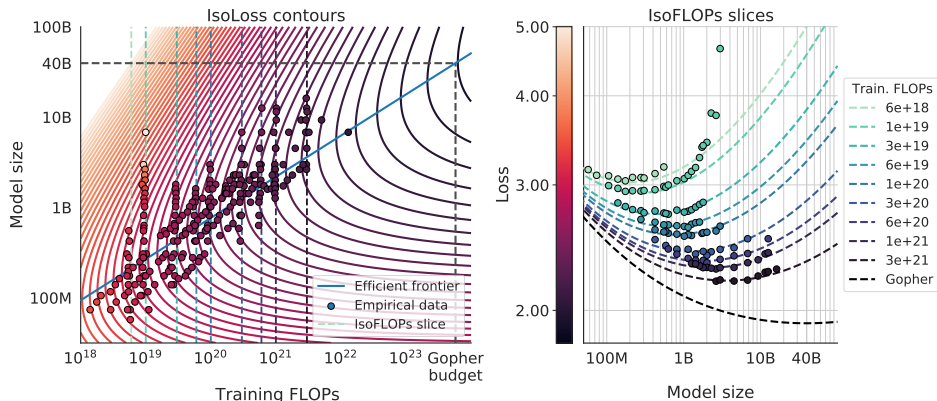 IsoLoss contours
100B
40B
10B
1B
100M
Model size
10^18
10^19
10^20
10^21
10^22
10^23
Gopher
budget
Training FLOPs
Efficient frontier
Empirical data
IsoFLOPs slice
IsoFLOPs slices
5.00
4.00
3.00
2.00
Loss
100M
1B
10B
40B
Model size
Train. FLOPs
6e+18
1e+19
3e+19
6e+19
1e+20
3e+20
6e+20
1e+21
3e+21
Gopher